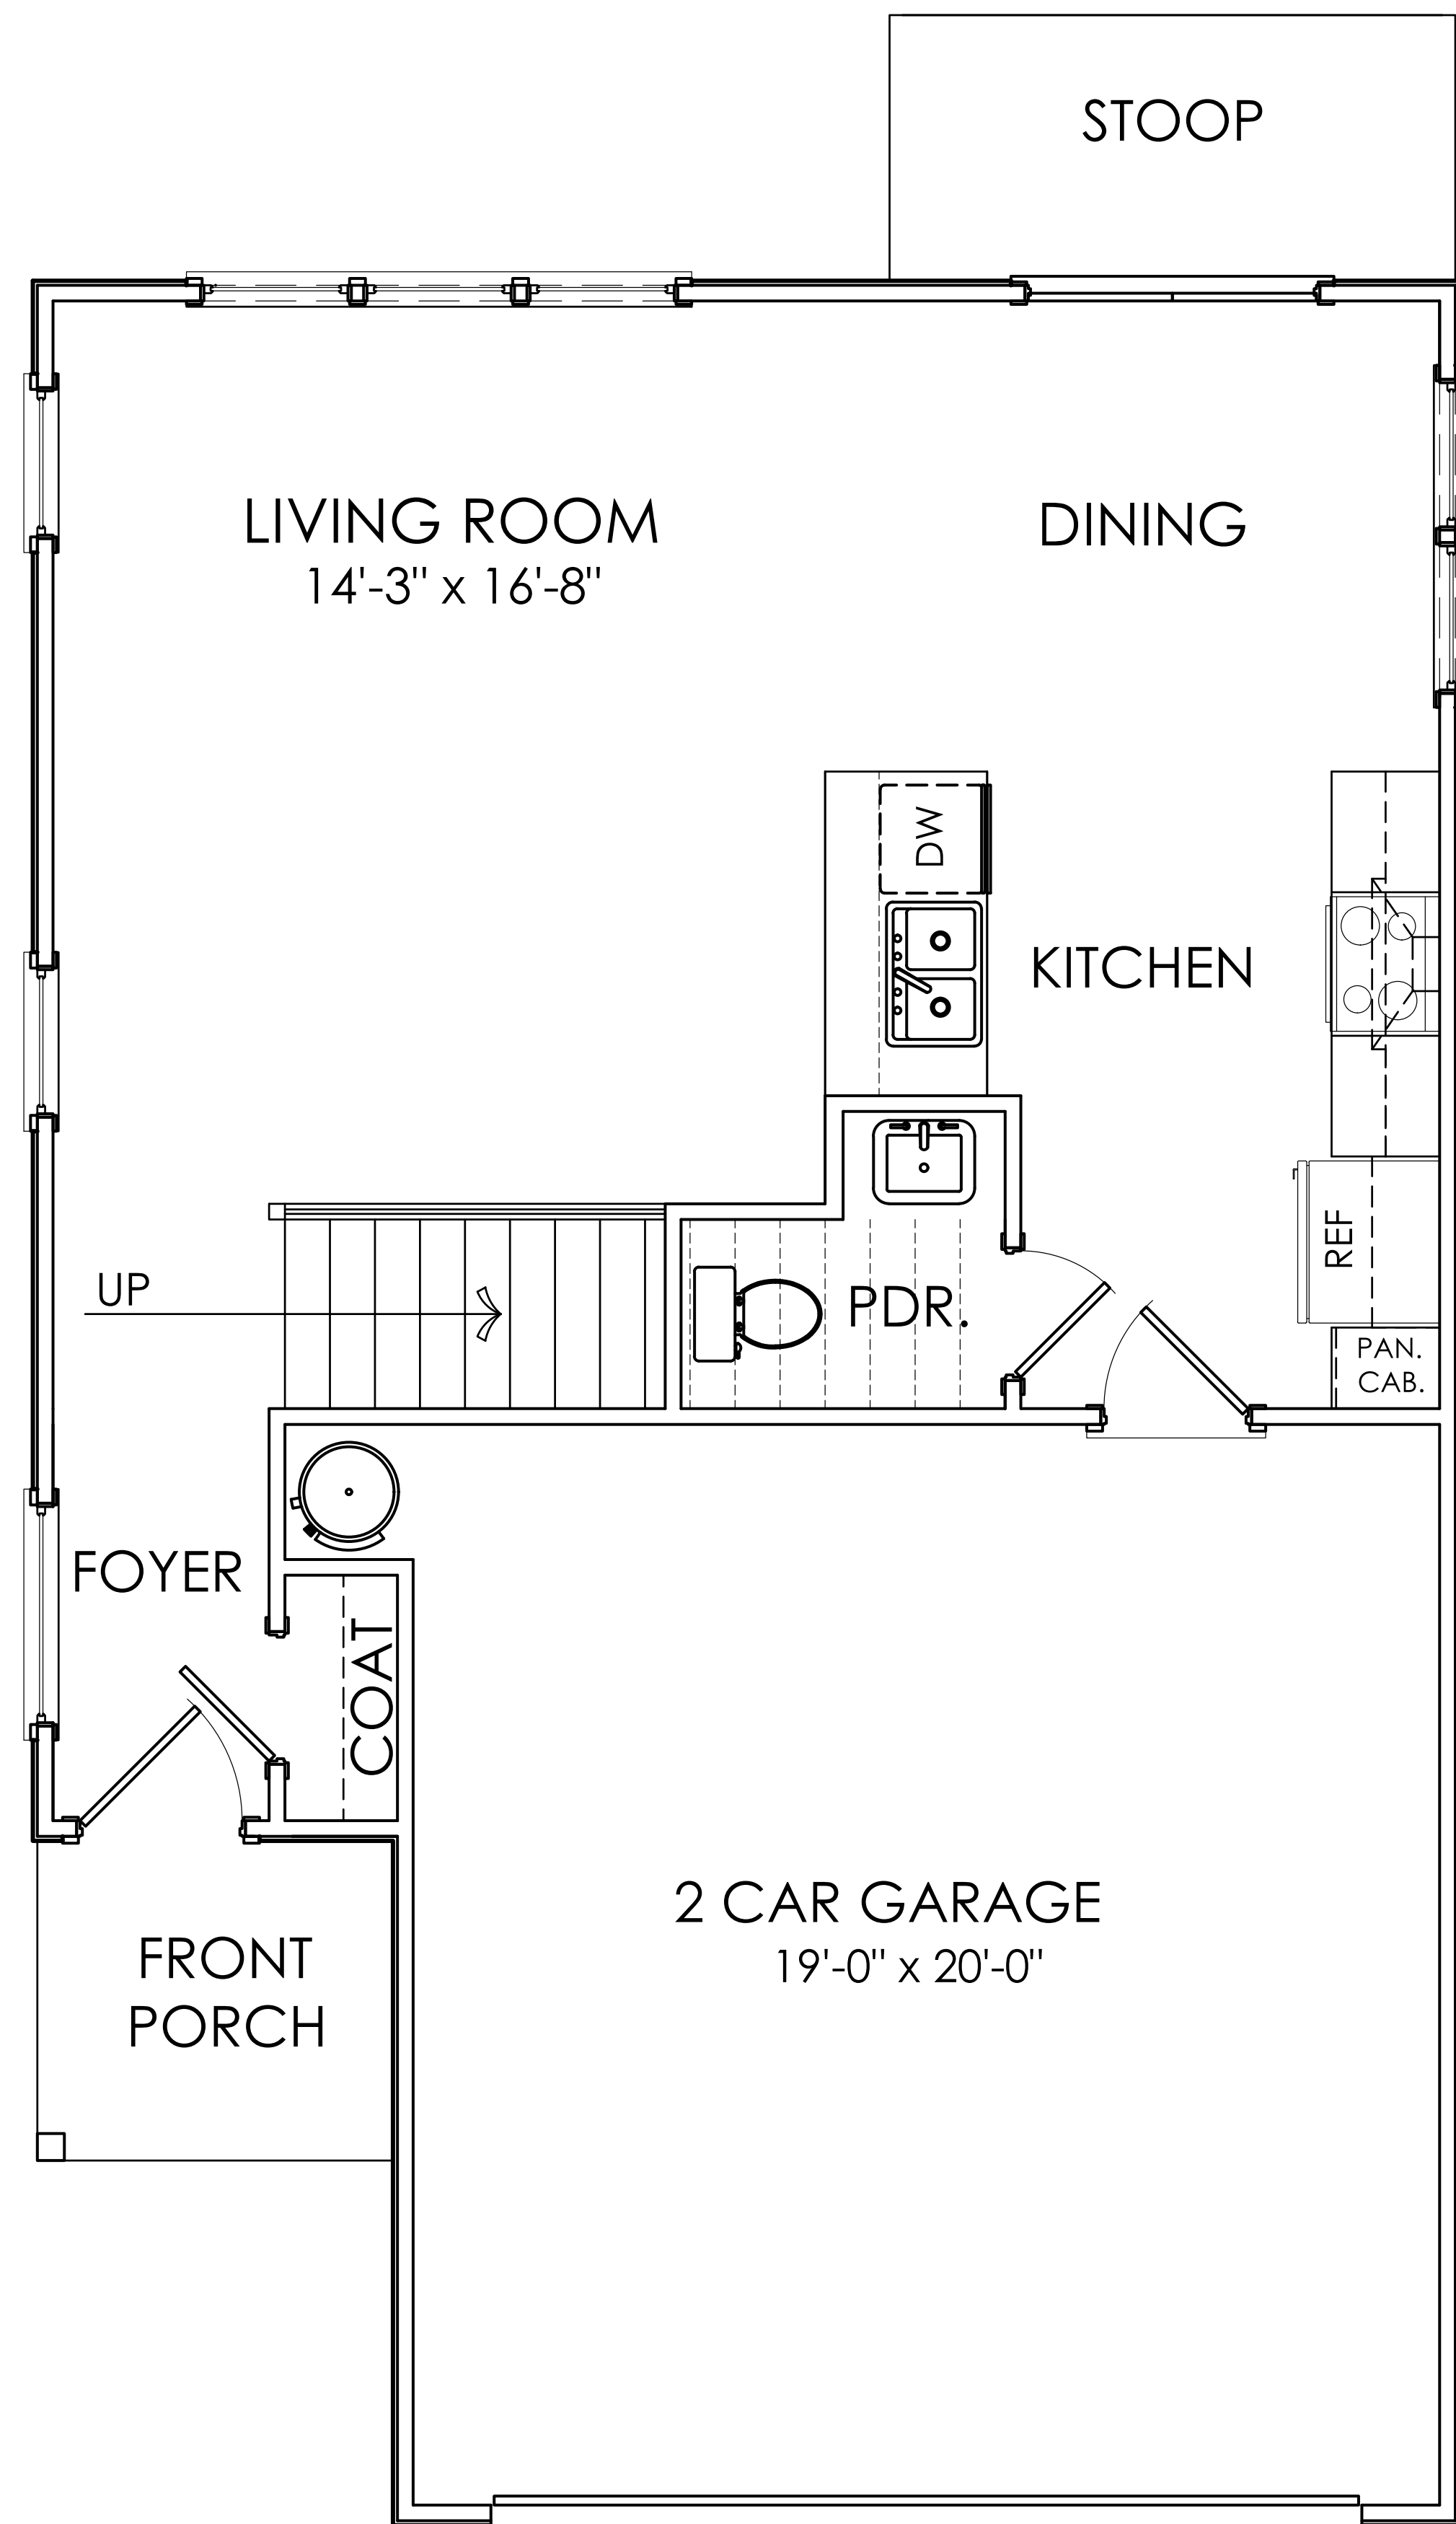 STOOP
LIVING ROOM
14'-3" x 16'-8"
DINING
DW
KITCHEN
REF
UP
PDR.
PAN.
CAB.
FOYER
COAT
2 CAR GARAGE
19'-0" x 20'-0"
FRONT
PORCH